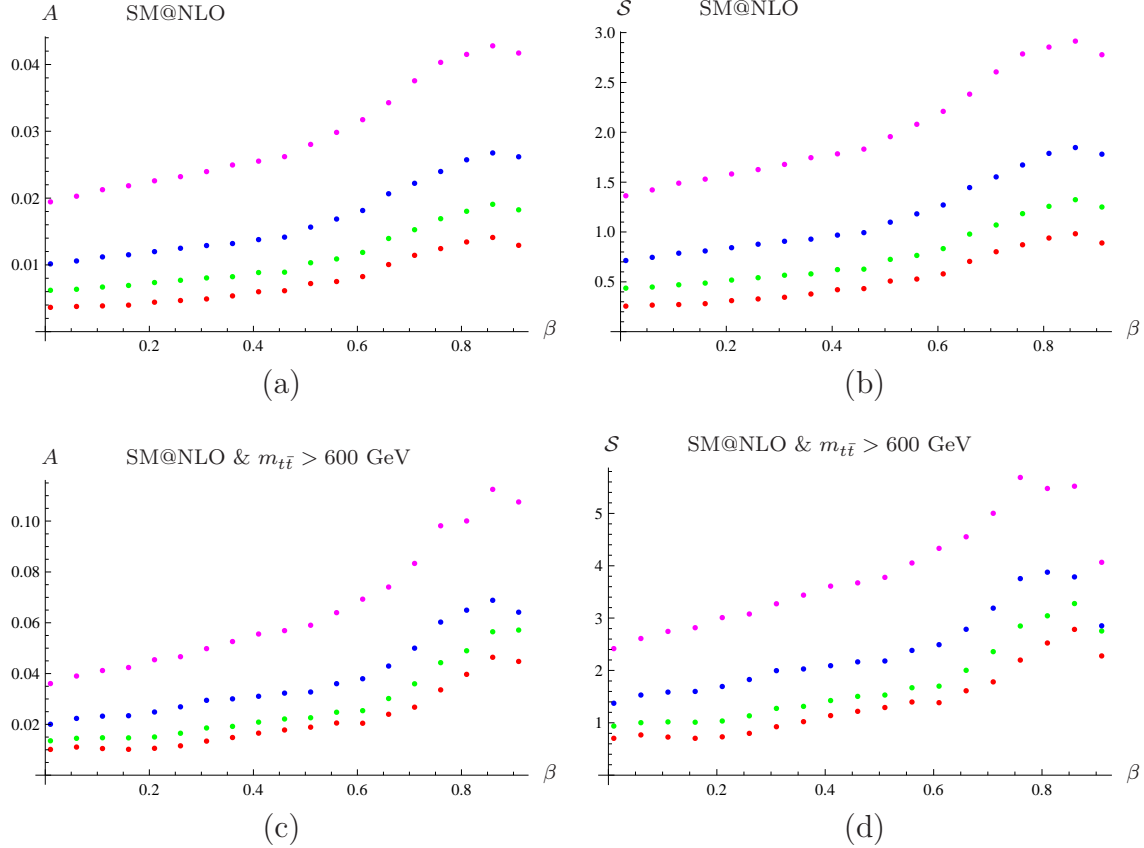 A SM@NLO
0.04
0.03
0.02
0.01
0.2 0.4 0.6 0.8 β
(a)
S SM@NLO
3.0
2.5
2.0
1.5
1.0
0.5
0.2 0.4 0.6 0.8 β
(b)
A SM@NLO & m_{t\bar{t}} > 600 GeV
0.10
0.08
0.06
0.04
0.02
0.2 0.4 0.6 0.8 β
(c)
S SM@NLO & m_{t\bar{t}} > 600 GeV
5
4
3
2
1
0.2 0.4 0.6 0.8 β
(d)